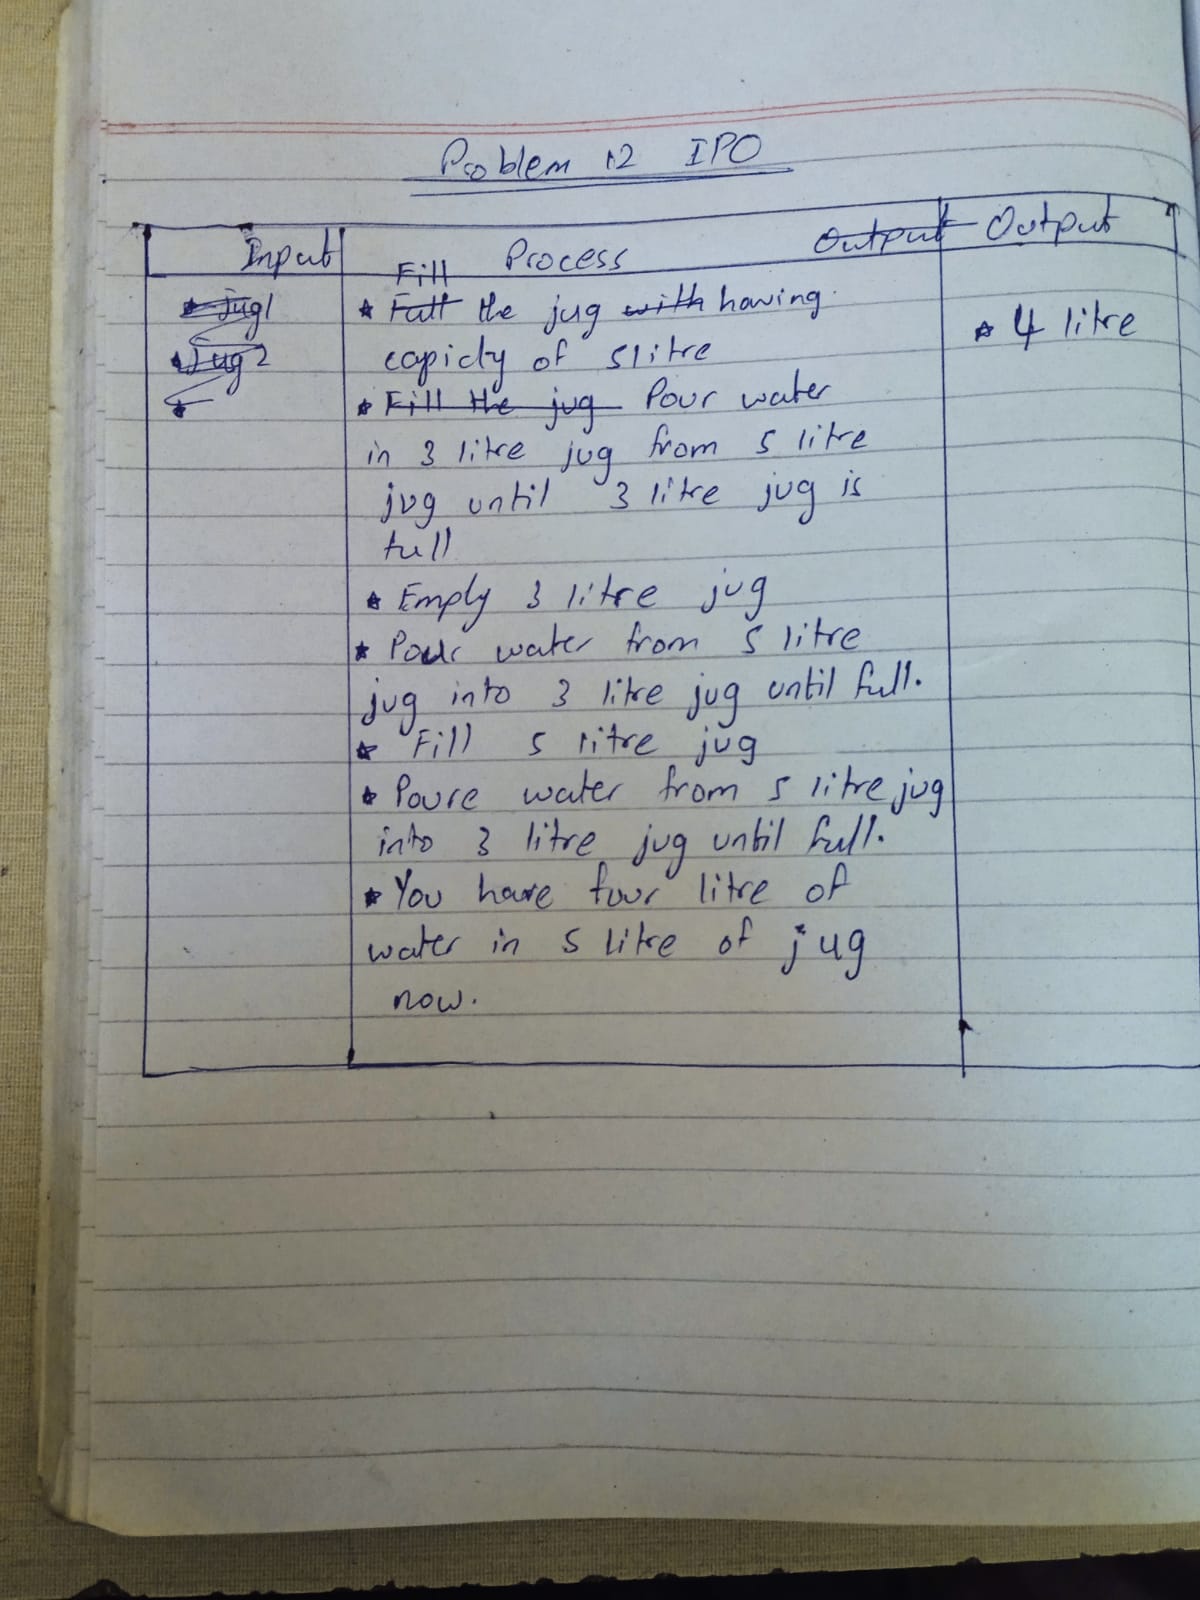 Problem 12 IPO
Input Process Output Output
Fill
jug1
Fatt the jug with having
capicty of 5litre
Jug2
4 litre
Fill the jug Pour water
in 3 litre jug from 5 litre
jug until 3 litre jug is
full
Emply 3 litre jug
Pour water from 5 litre
jug into 3 litre jug until full.
Fill 5 litre jug
Poure water from 5 litre jug
into 3 litre jug until full.
You have four litre of
water in 5 litre of jug
now.